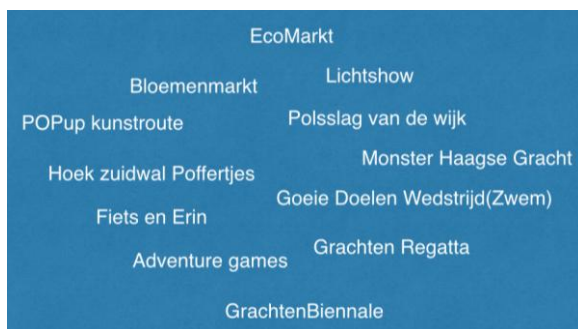 EcoMarkt
Lichtshow
Bloemenmarkt
Polsslag van de wijk
POPup kunstroute
Monster Haagse Gracht
Hoek zuidwal Poffertjes
Goeie Doelen Wedstrijd(Zwem)
Fiets en Erin
Grachten Regatta
Adventure games
GrachtenBiennale